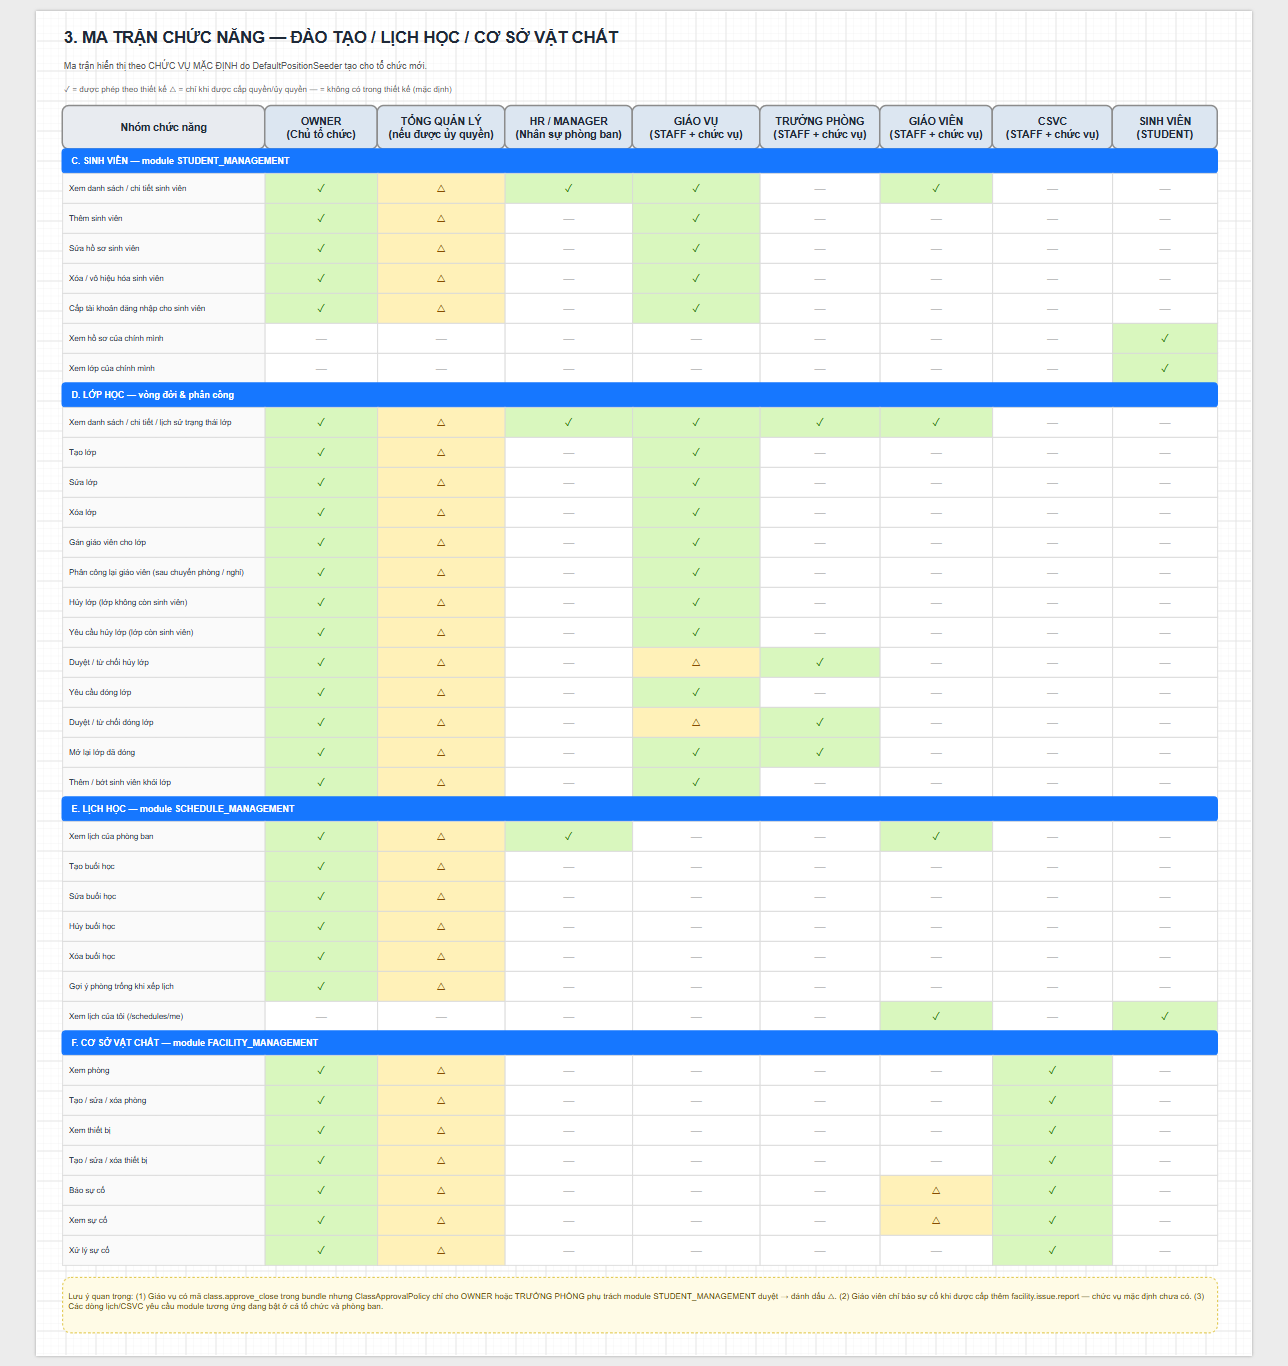 3. MA TRẬN CHỨC NĂNG — ĐÀO TẠO / LỊCH HỌC / CƠ SỞ VẬT CHẤT
Ma trận hiển thị theo CHỨC VỤ MẶC ĐỊNH do DefaultPositionSeeder tạo cho tổ chức mới.
✓ = được phép theo thiết kế △ = chỉ khi được cấp quyền/ủy quyền — = không có trong thiết kế (mặc định)
Nhóm chức năng OWNER (Chủ tổ chức) TỔNG QUẢN LÝ (nếu được ủy quyền) HR / MANAGER (Nhân sự phòng ban) GIÁO VỤ (STAFF + chức vụ) TRƯỞNG PHÒNG (STAFF + chức vụ) GIÁO VIÊN (STAFF + chức vụ) CSVC (STAFF + chức vụ) SINH VIÊN (STUDENT)
C. SINH VIÊN — module STUDENT_MANAGEMENT
Xem danh sách / chi tiết sinh viên ✓ △ ✓ ✓ — ✓ — —
Thêm sinh viên ✓ △ — ✓ — — — —
Sửa hồ sơ sinh viên ✓ △ — ✓ — — — —
Xóa / vô hiệu hóa sinh viên ✓ △ — ✓ — — — —
Cấp tài khoản đăng nhập cho sinh viên ✓ △ — ✓ — — — —
Xem hồ sơ của chính mình — — — — — — — ✓
Xem lớp của chính mình — — — — — — — ✓
D. LỚP HỌC — vòng đời & phân công
Xem danh sách / chi tiết / lịch sử trạng thái lớp ✓ △ ✓ ✓ ✓ ✓ — —
Tạo lớp ✓ △ — ✓ — — — —
Sửa lớp ✓ △ — ✓ — — — —
Xóa lớp ✓ △ — ✓ — — — —
Gán giáo viên cho lớp ✓ △ — ✓ — — — —
Phân công lại giáo viên (sau chuyển phòng / nghỉ) ✓ △ — ✓ — — — —
Hủy lớp (lớp không còn sinh viên) ✓ △ — ✓ — — — —
Yêu cầu hủy lớp (lớp còn sinh viên) ✓ △ — ✓ — — — —
Duyệt / từ chối hủy lớp ✓ △ — △ ✓ — — —
Yêu cầu đóng lớp ✓ △ — ✓ — — — —
Duyệt / từ chối đóng lớp ✓ △ — △ ✓ — — —
Mở lại lớp đã đóng ✓ △ — ✓ ✓ — — —
Thêm / bớt sinh viên khỏi lớp ✓ △ — ✓ — — — —
E. LỊCH HỌC — module SCHEDULE_MANAGEMENT
Xem lịch của phòng ban ✓ △ ✓ — — ✓ — —
Tạo buổi học ✓ △ — — — — — —
Sửa buổi học ✓ △ — — — — — —
Hủy buổi học ✓ △ — — — — — —
Xóa buổi học ✓ △ — — — — — —
Gợi ý phòng trống khi xếp lịch ✓ △ — — — — — —
Xem lịch của tôi (/schedules/me) — — — — — ✓ — ✓
F. CƠ SỞ VẬT CHẤT — module FACILITY_MANAGEMENT
Xem phòng ✓ △ — — — — ✓ —
Tạo / sửa / xóa phòng ✓ △ — — — — ✓ —
Xem thiết bị ✓ △ — — — — ✓ —
Tạo / sửa / xóa thiết bị ✓ △ — — — — ✓ —
Báo sự cố ✓ △ — — — △ ✓ —
Xem sự cố ✓ △ — — — △ ✓ —
Xử lý sự cố ✓ △ — — — — ✓ —
Lưu ý quan trọng: (1) Giáo vụ có mã class.approve_close trong bundle nhưng ClassApprovalPolicy chỉ cho OWNER hoặc TRƯỞNG PHÒNG phụ trách module STUDENT_MANAGEMENT duyệt → đánh dấu △. (2) Giáo viên chỉ báo sự cố khi được cấp thêm facility.issue.report — chức vụ mặc định chưa có. (3)
Các dòng lịch/CSVC yêu cầu module tương ứng đang bật ở cả tổ chức và phòng ban.